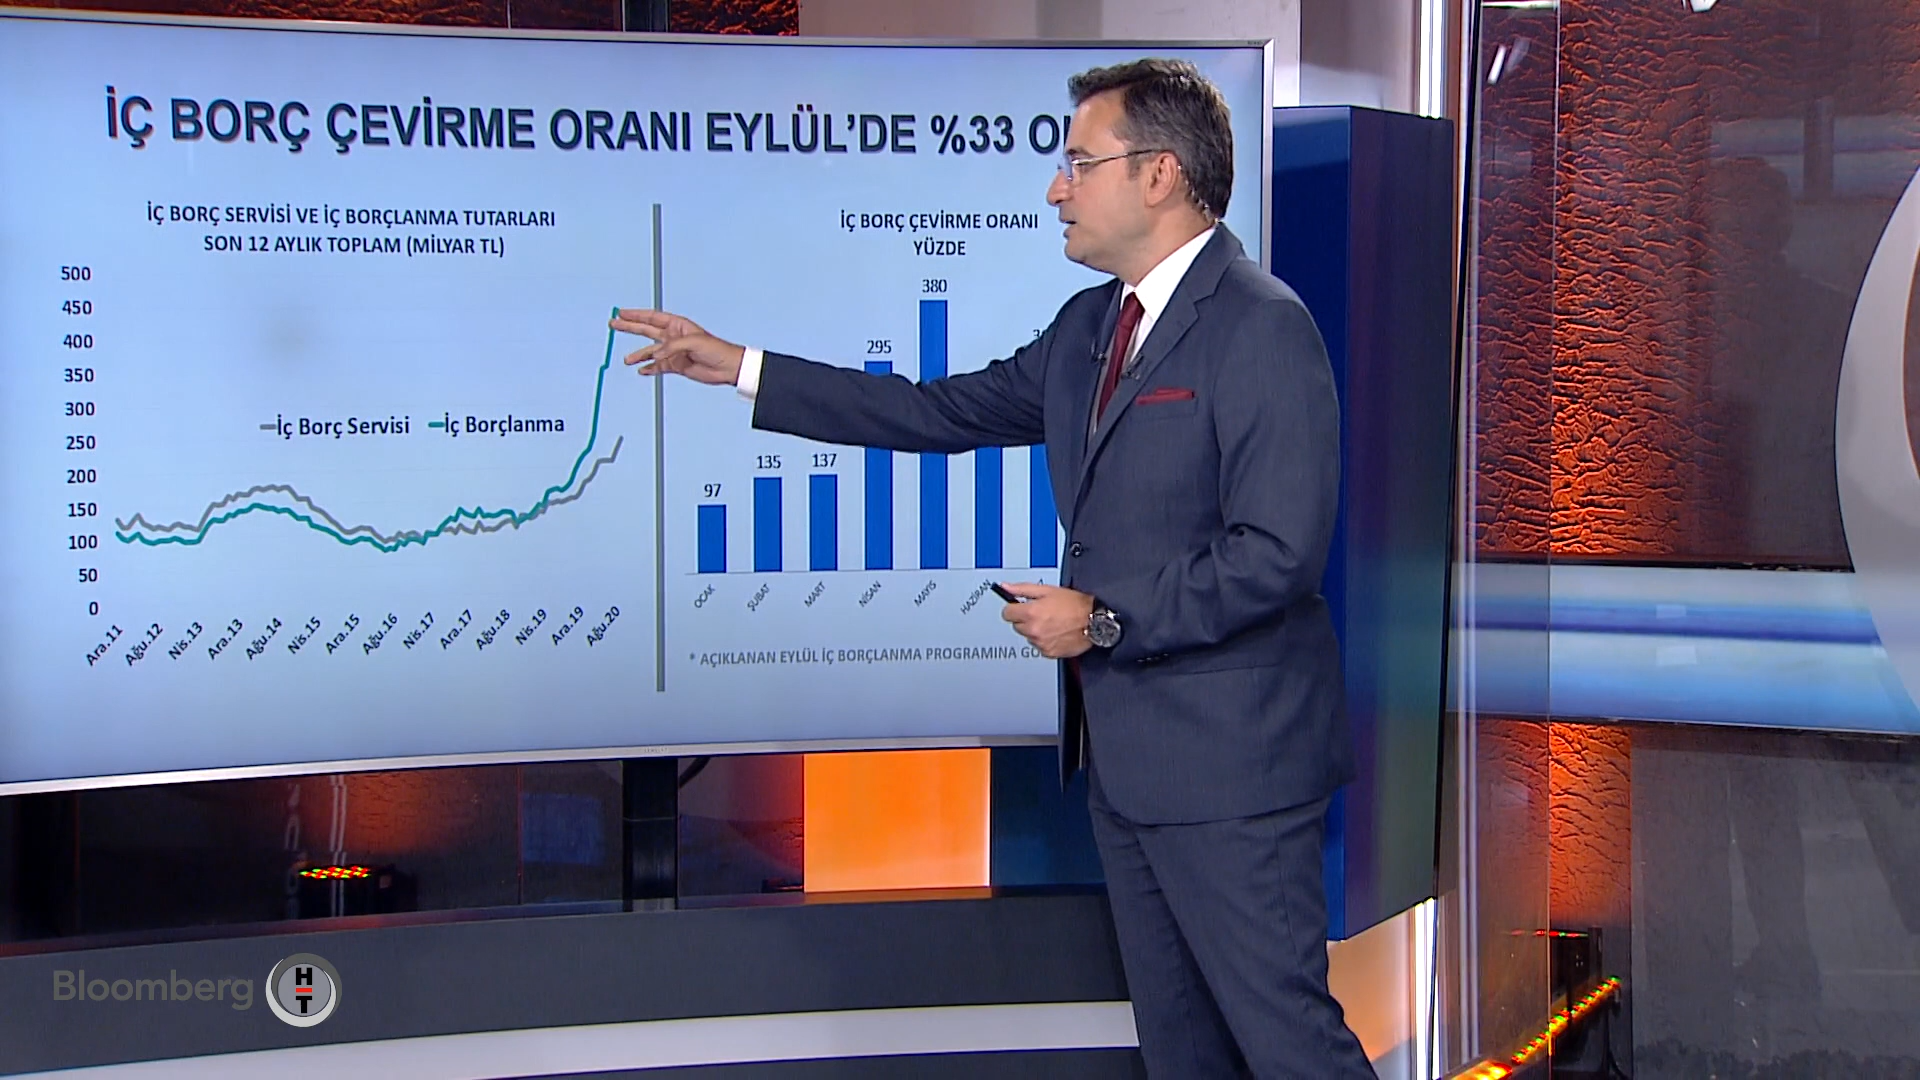 İÇ BORÇ ÇEVİRME ORANI EYLÜL'DE %33
İÇ BORÇ SERVİSİ VE İÇ BORÇLANMA TUTARLARI
SON 12 AYLIK TOPLAM (MİLYAR TL)
500
450
400
350
300
250
200
150
100
50
0
İç Borç Servisi
İç Borçlanma
Ara.11
Ağu.12
Nis.13
Ara.13
Ağu.14
Nis.15
Ara.15
Ağu.16
Nis.17
Ara.17
Ağu.18
Nis.19
Ara.19
Ağu.20
İÇ BORÇ ÇEVİRME ORANI
YÜZDE
97
135
137
295
380
OCAK
ŞUBAT
MART
NİSAN
MAYIS
HAZİRAN
* AÇIKLANAN EYLÜL İÇ BORÇLANMA PROGRAMINA
Bloomberg HT